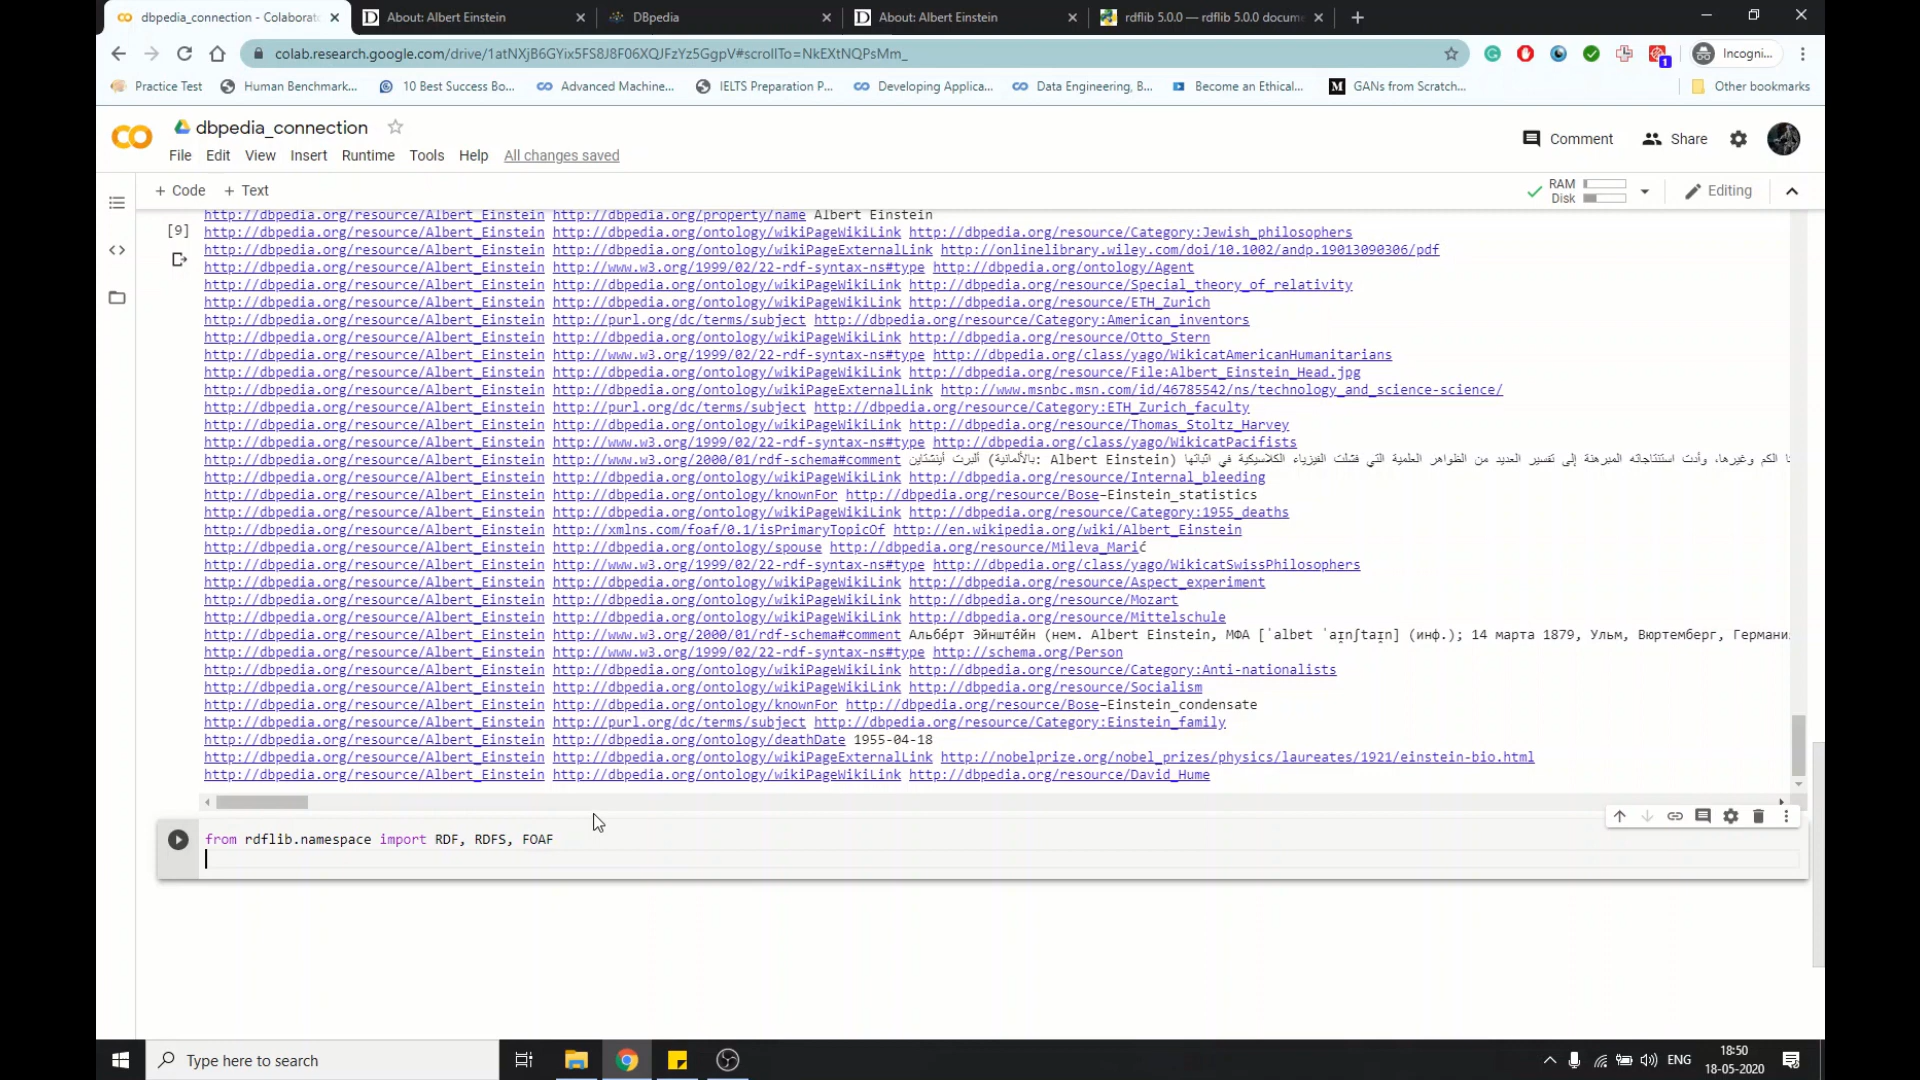 dbpedia_connection - Colaborato
About: Albert Einstein
DBpedia
About: Albert Einstein
rdflib 5.0.0 — rdflib 5.0.0 docum
colab.research.google.com/drive/1atNXjB6GYix5FS8J8F06XQJFzYz5GgpV#scrollTo=NkEXtNQPsMm_
1
Incogni...
Practice Test
Human Benchmark...
10 Best Success Bo...
Advanced Machine...
IELTS Preparation P...
Developing Applica...
Data Engineering, B...
Become an Ethical...
GANs from Scratch...
Other bookmarks
dbpedia_connection
Comment
Share
File Edit View Insert Runtime Tools Help All changes saved
+ Code + Text
RAM
Disk
Editing
http://dbpedia.org/resource/Albert_Einstein http://dbpedia.org/property/name Albert Einstein
[9]
http://dbpedia.org/resource/Albert_Einstein http://dbpedia.org/ontology/wikiPageWikiLink http://dbpedia.org/resource/Category:Jewish_philosophers
http://dbpedia.org/resource/Albert_Einstein http://dbpedia.org/ontology/wikiPageExternalLink http://onlinelibrary.wiley.com/doi/10.1002/andp.19013090306/pdf
http://dbpedia.org/resource/Albert_Einstein http://www.w3.org/1999/02/22-rdf-syntax-ns#type http://dbpedia.org/ontology/Agent
http://dbpedia.org/resource/Albert_Einstein http://dbpedia.org/ontology/wikiPageWikiLink http://dbpedia.org/resource/Special_theory_of_relativity
http://dbpedia.org/resource/Albert_Einstein http://dbpedia.org/ontology/wikiPageWikiLink http://dbpedia.org/resource/ETH_Zurich
http://dbpedia.org/resource/Albert_Einstein http://purl.org/dc/terms/subject http://dbpedia.org/resource/Category:American_inventors
http://dbpedia.org/resource/Albert_Einstein http://dbpedia.org/ontology/wikiPageWikiLink http://dbpedia.org/resource/Otto_Stern
http://dbpedia.org/resource/Albert_Einstein http://www.w3.org/1999/02/22-rdf-syntax-ns#type http://dbpedia.org/class/yago/WikicatAmericanHumanitarians
http://dbpedia.org/resource/Albert_Einstein http://dbpedia.org/ontology/wikiPageWikiLink http://dbpedia.org/resource/File:Albert_Einstein_Head.jpg
http://dbpedia.org/resource/Albert_Einstein http://dbpedia.org/ontology/wikiPageExternalLink http://www.msnbc.msn.com/id/46785542/ns/technology_and_science-science/
http://dbpedia.org/resource/Albert_Einstein http://purl.org/dc/terms/subject http://dbpedia.org/resource/Category:ETH_Zurich_faculty
http://dbpedia.org/resource/Albert_Einstein http://dbpedia.org/ontology/wikiPageWikiLink http://dbpedia.org/resource/Thomas_Stoltz_Harvey
http://dbpedia.org/resource/Albert_Einstein http://www.w3.org/1999/02/22-rdf-syntax-ns#type http://dbpedia.org/class/yago/WikicatPacifists
http://dbpedia.org/resource/Albert_Einstein http://www.w3.org/2000/01/rdf-schema#comment ألبرت أينشتاين (بالألمانية: Albert Einstein) ا الكم وغيرها، وأدت استنتاجاته المبرهنة إلى تفسير العديد من الظواهر العلمية التي فشلت الفيزياء الكلاسيكية في اثباتها
http://dbpedia.org/resource/Albert_Einstein http://dbpedia.org/ontology/wikiPageWikiLink http://dbpedia.org/resource/Internal_bleeding
http://dbpedia.org/resource/Albert_Einstein http://dbpedia.org/ontology/knownFor http://dbpedia.org/resource/Bose-Einstein_statistics
http://dbpedia.org/resource/Albert_Einstein http://dbpedia.org/ontology/wikiPageWikiLink http://dbpedia.org/resource/Category:1955_deaths
http://dbpedia.org/resource/Albert_Einstein http://xmlns.com/foaf/0.1/isPrimaryTopicOf http://en.wikipedia.org/wiki/Albert_Einstein
http://dbpedia.org/resource/Albert_Einstein http://dbpedia.org/ontology/spouse http://dbpedia.org/resource/Mileva_Marić
http://dbpedia.org/resource/Albert_Einstein http://www.w3.org/1999/02/22-rdf-syntax-ns#type http://dbpedia.org/class/yago/WikicatSwissPhilosophers
http://dbpedia.org/resource/Albert_Einstein http://dbpedia.org/ontology/wikiPageWikiLink http://dbpedia.org/resource/Aspect_experiment
http://dbpedia.org/resource/Albert_Einstein http://dbpedia.org/ontology/wikiPageWikiLink http://dbpedia.org/resource/Mozart
http://dbpedia.org/resource/Albert_Einstein http://dbpedia.org/ontology/wikiPageWikiLink http://dbpedia.org/resource/Mittelschule
http://dbpedia.org/resource/Albert_Einstein http://www.w3.org/2000/01/rdf-schema#comment Альбе́рт Эйнште́йн (нем. Albert Einstein, МФА [ˈalbɐt ˈaɪ̯nʃtaɪ̯n] (инф.); 14 марта 1879, Ульм, Вюртемберг, Германи
http://dbpedia.org/resource/Albert_Einstein http://www.w3.org/1999/02/22-rdf-syntax-ns#type http://schema.org/Person
http://dbpedia.org/resource/Albert_Einstein http://dbpedia.org/ontology/wikiPageWikiLink http://dbpedia.org/resource/Category:Anti-nationalists
http://dbpedia.org/resource/Albert_Einstein http://dbpedia.org/ontology/wikiPageWikiLink http://dbpedia.org/resource/Socialism
http://dbpedia.org/resource/Albert_Einstein http://dbpedia.org/ontology/knownFor http://dbpedia.org/resource/Bose-Einstein_condensate
http://dbpedia.org/resource/Albert_Einstein http://purl.org/dc/terms/subject http://dbpedia.org/resource/Category:Einstein_family
http://dbpedia.org/resource/Albert_Einstein http://dbpedia.org/ontology/deathDate 1955-04-18
http://dbpedia.org/resource/Albert_Einstein http://dbpedia.org/ontology/wikiPageExternalLink http://nobelprize.org/nobel_prizes/physics/laureates/1921/einstein-bio.html
http://dbpedia.org/resource/Albert_Einstein http://dbpedia.org/ontology/wikiPageWikiLink http://dbpedia.org/resource/David_Hume
from rdflib.namespace import RDF, RDFS, FOAF
Type here to search
ENG
18:50
18-05-2020